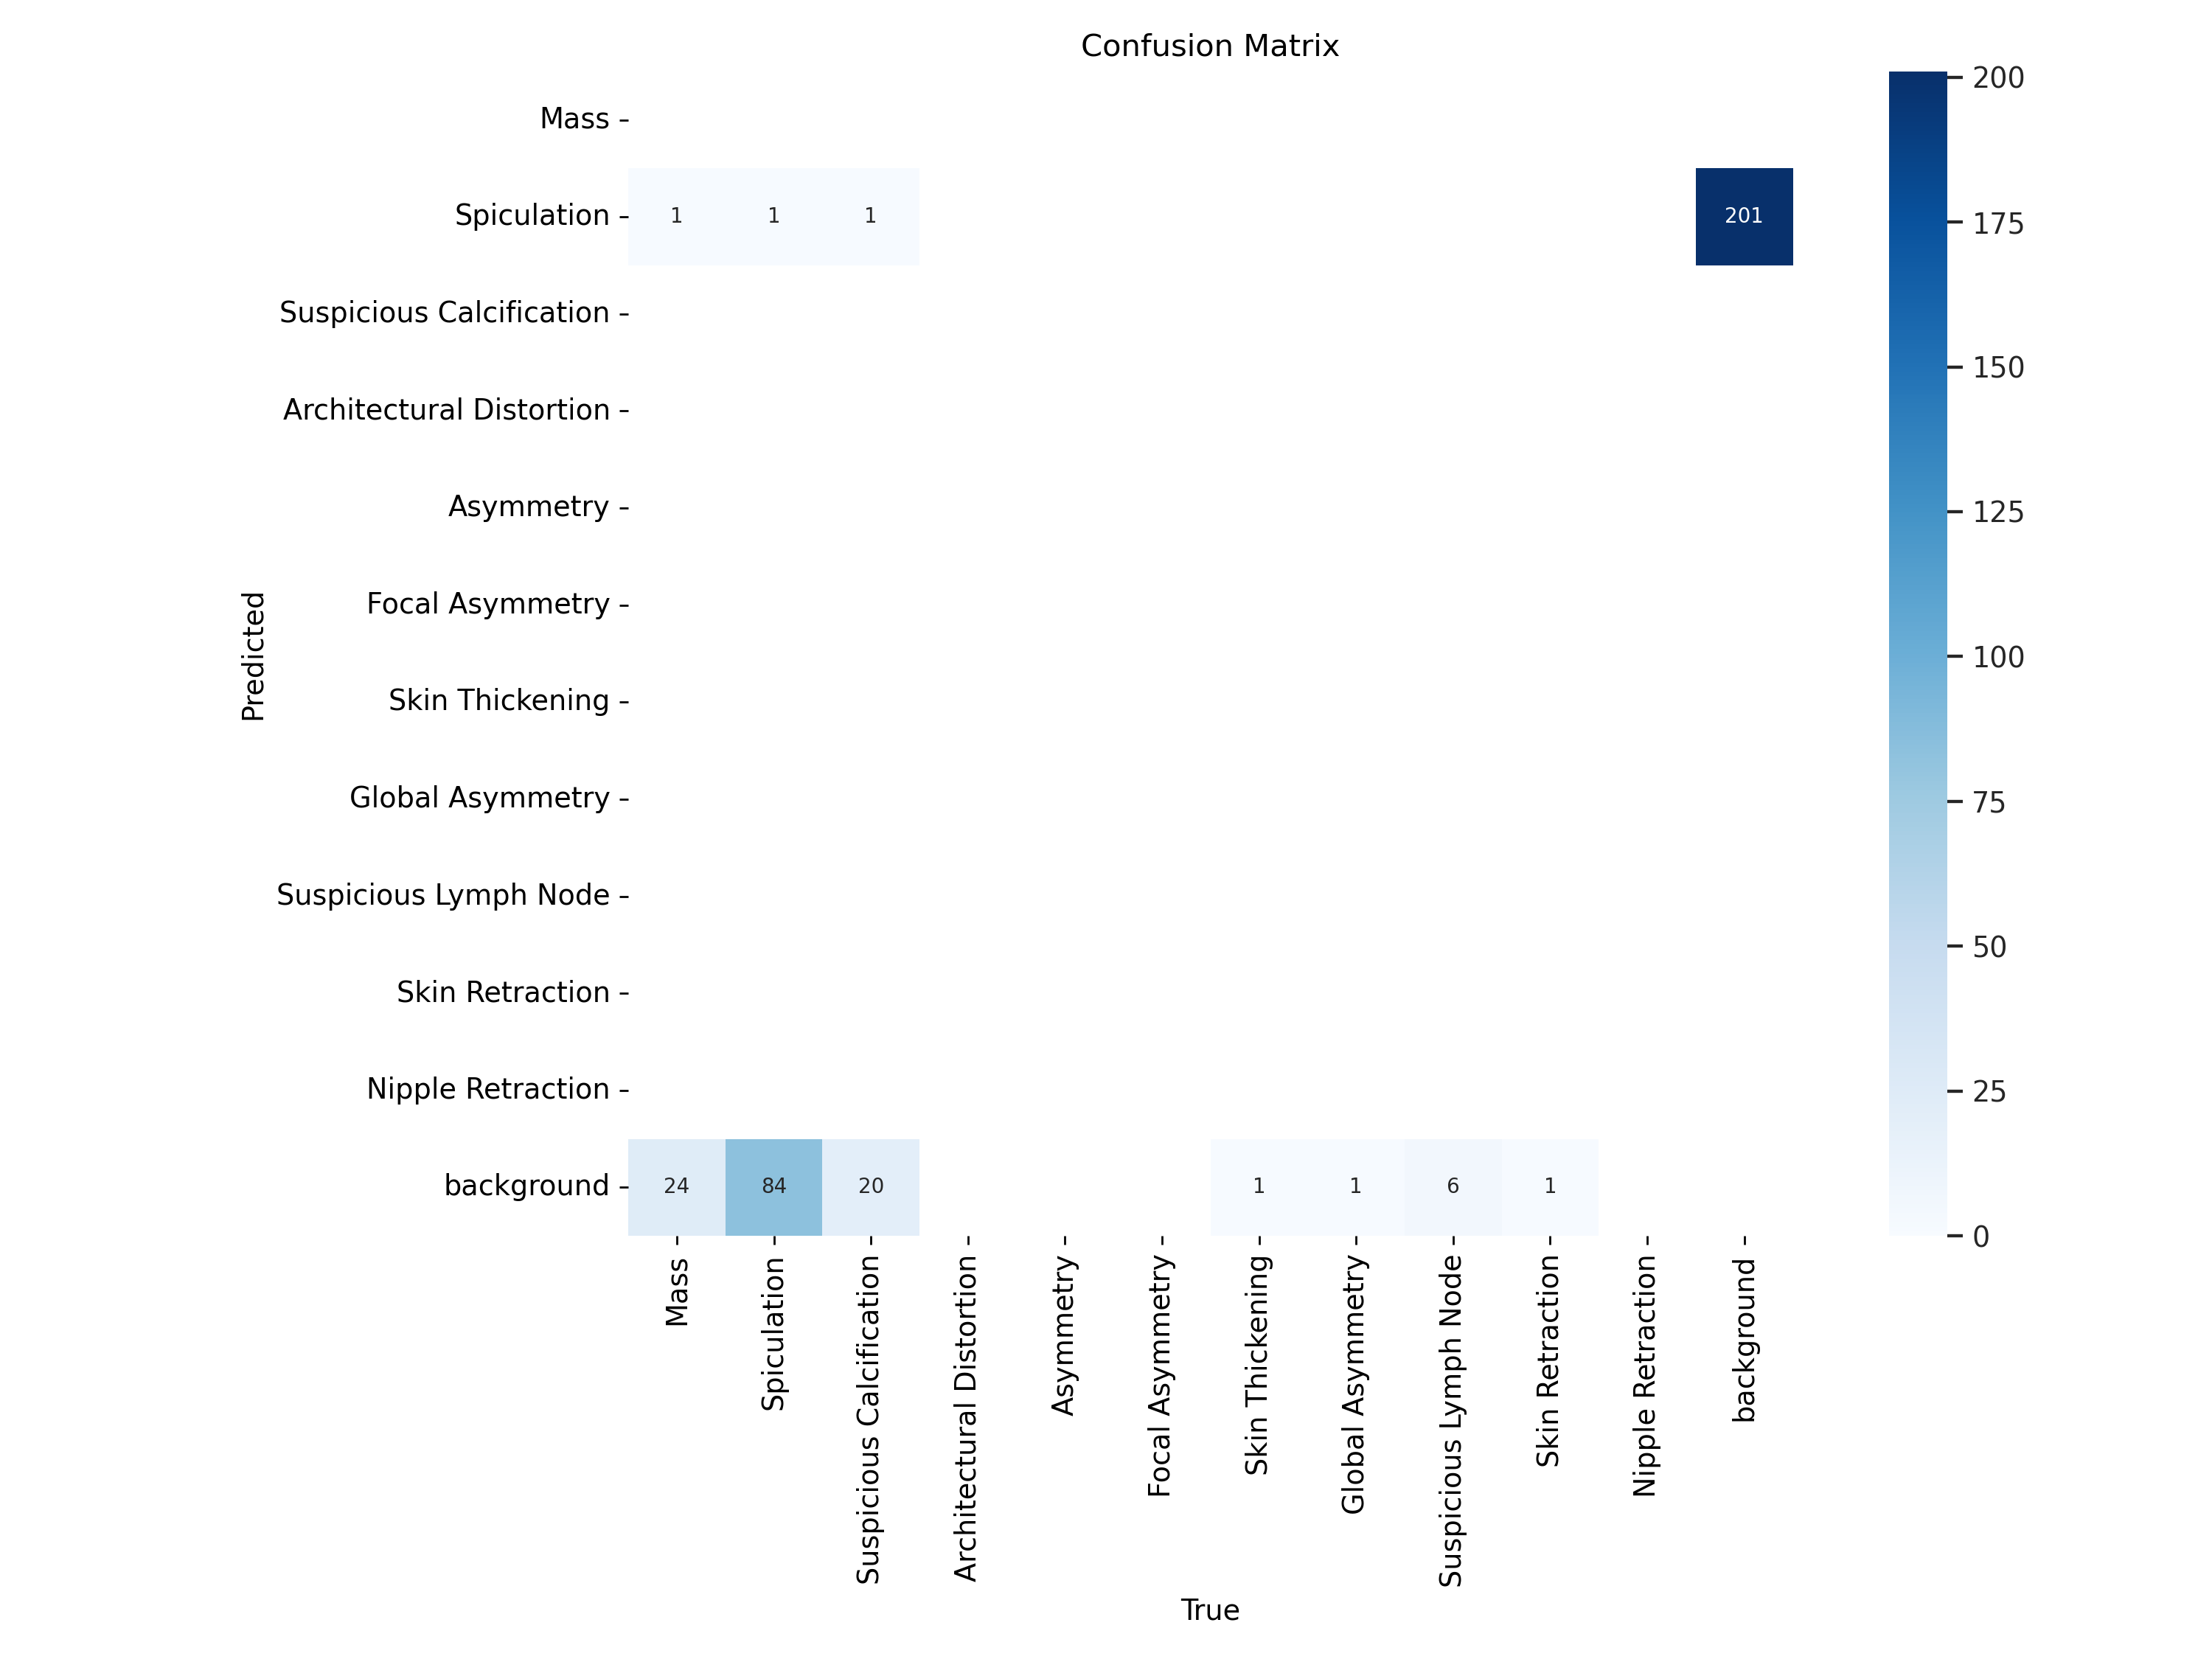 Confusion Matrix
Mass
Spiculation
1 1 1 201
Suspicious Calcification
Architectural Distortion
Asymmetry
Focal Asymmetry
Skin Thickening
Global Asymmetry
Suspicious Lymph Node
Skin Retraction
Nipple Retraction
background
24 84 20 1 1 6 1
Predicted
Mass
Spiculation
Suspicious Calcification
Architectural Distortion
Asymmetry
Focal Asymmetry
Skin Thickening
Global Asymmetry
Suspicious Lymph Node
Skin Retraction
Nipple Retraction
background
True
200
175
150
125
100
75
50
25
0